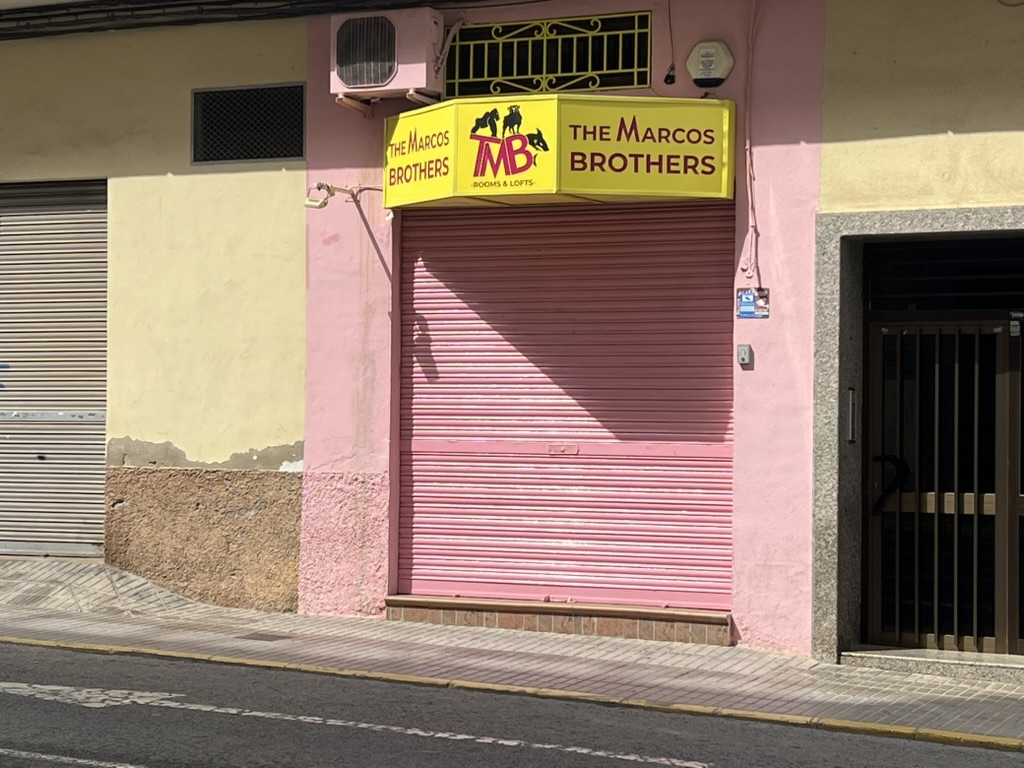 THE MARCOS
BROTHERS
TMB
-ROOMS & LOFTS-
THE MARCOS
BROTHERS